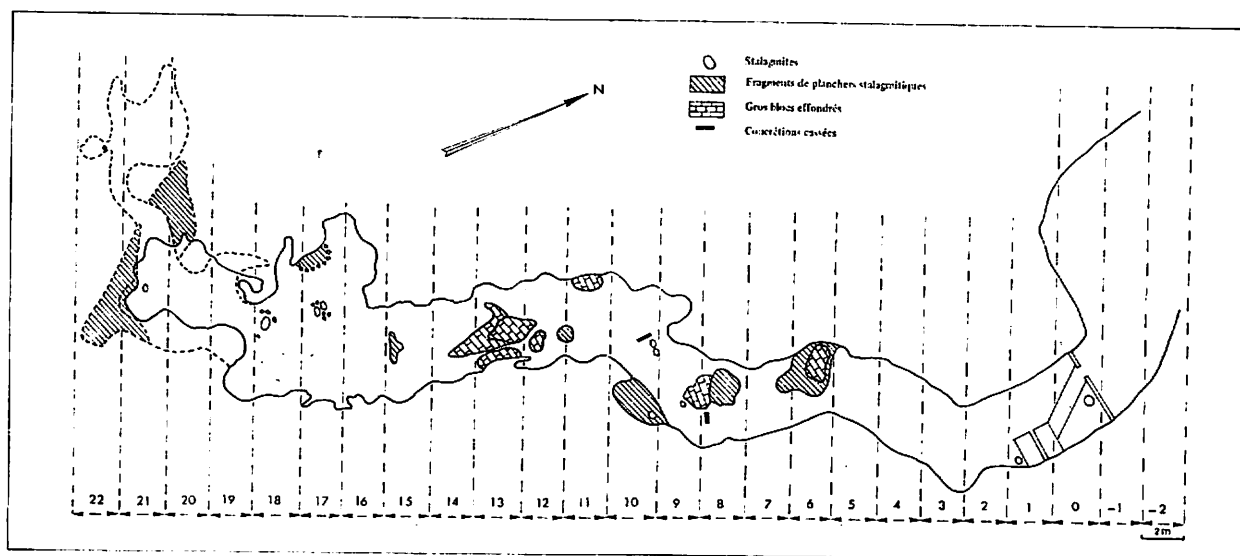 Stalagmites
Fragments de planchers stalagmitiques
Gros blocs effondrés
Concrétions cassées
N
22 21 20 19 18 17 16 15 14 13 12 11 10 9 8 7 6 5 4 3 2 1 0 -1 -2
2m